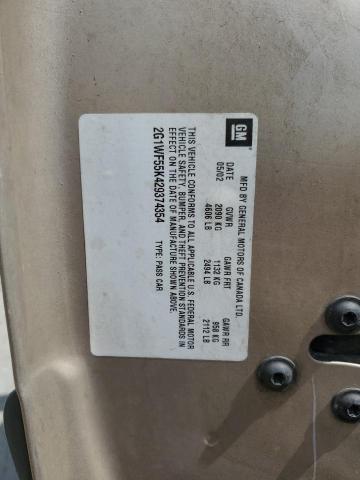 GM
MFD BY GENERAL MOTORS OF CANADA LTD.
DATE GVWR GAWR FRT GAWR RR
05/02 2090 KG 1132 KG 958 KG
4606 LB 2494 LB 2112 LB
THIS VEHICLE CONFORMS TO ALL APPLICABLE U.S. FEDERAL MOTOR
VEHICLE SAFETY, BUMPER, AND THEFT PREVENTION STANDARDS IN
EFFECT ON THE DATE OF MANUFACTURE SHOWN ABOVE.
2G1WF55K429374354 TYPE: PASS CAR